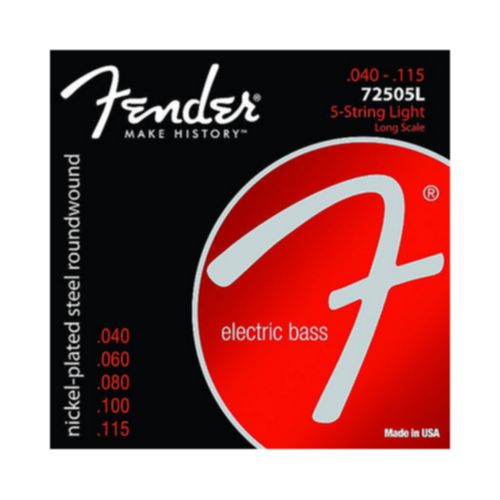 Fender®
MAKE HISTORY™
.040 - .115
72505L
5-String Light
Long Scale
nickel-plated steel roundwound
F®
electric bass
.040
.060
.080
.100
.115
Made in USA